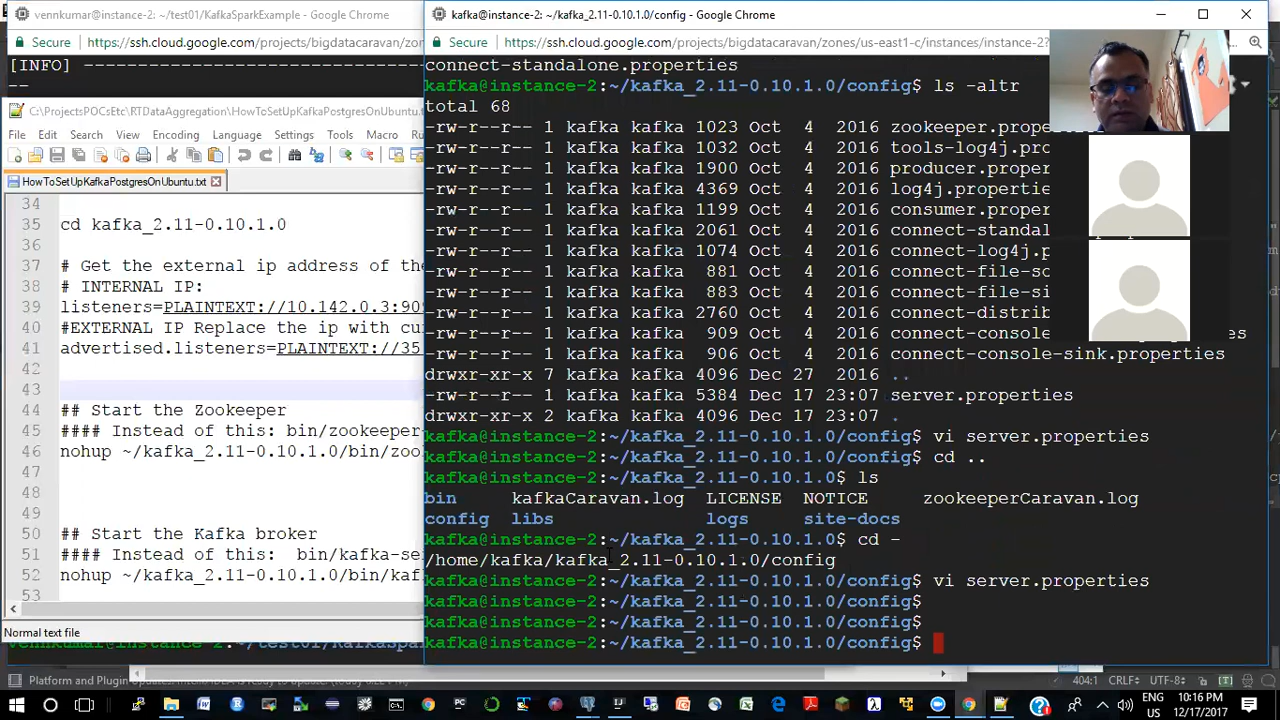 venkumar@instance-2: ~/test01/KafkaSparkExample - Google Chrome
Secure https://ssh.cloud.google.com/projects/bigdatacaravan/zon
[INFO] ------------------------------------
--
C:\ProjectsPOCsEtc\RTDataAggregation\HowToSetUpKafkaPostgresOnUbuntu.tx
File Edit Search View Encoding Language Settings Tools Macro R
HowToSetUpKafkaPostgresOnUbuntu.txt
34
35 cd kafka_2.11-0.10.1.0
36
37 # Get the external ip address of the
38 # INTERNAL IP:
39 listeners=PLAINTEXT://10.142.0.3:909
40 #EXTERNAL IP Replace the ip with cur
41 advertised.listeners=PLAINTEXT://35
42
43
44 ## Start the Zookeeper
45 #### Instead of this: bin/zookeeper
46 nohup ~/kafka_2.11-0.10.1.0/bin/zoo
47
48
49
50 ## Start the Kafka broker
51 #### Instead of this: bin/kafka-se
52 nohup ~/kafka_2.11-0.10.1.0/bin/ka
53
Normal text file
kafka@instance-2: ~/kafka_2.11-0.10.1.0/config - Google Chrome
Secure https://ssh.cloud.google.com/projects/bigdatacaravan/zones/us-east1-c/instances/instance-2?
connect-standalone.properties
kafka@instance-2:~/kafka_2.11-0.10.1.0/config$ ls -altr
total 68
-rw-r--r-- 1 kafka kafka 1023 Oct 4 2016 zookeeper.prope
-rw-r--r-- 1 kafka kafka 1032 Oct 4 2016 tools-log4j.pro
-rw-r--r-- 1 kafka kafka 1900 Oct 4 2016 producer.proper
-rw-r--r-- 1 kafka kafka 4369 Oct 4 2016 log4j.propertie
-rw-r--r-- 1 kafka kafka 1199 Oct 4 2016 consumer.proper
-rw-r--r-- 1 kafka kafka 2061 Oct 4 2016 connect-standal
-rw-r--r-- 1 kafka kafka 1074 Oct 4 2016 connect-log4j.p
-rw-r--r-- 1 kafka kafka 881 Oct 4 2016 connect-file-so
-rw-r--r-- 1 kafka kafka 883 Oct 4 2016 connect-file-si
-rw-r--r-- 1 kafka kafka 2760 Oct 4 2016 connect-distrib
-rw-r--r-- 1 kafka kafka 909 Oct 4 2016 connect-console es
-rw-r--r-- 1 kafka kafka 906 Oct 4 2016 connect-console-sink.properties
drwxr-xr-x 7 kafka kafka 4096 Dec 27 2016 ..
-rw-r--r-- 1 kafka kafka 5384 Dec 17 23:07 server.properties
drwxr-xr-x 2 kafka kafka 4096 Dec 17 23:07 .
kafka@instance-2:~/kafka_2.11-0.10.1.0/config$ vi server.properties
kafka@instance-2:~/kafka_2.11-0.10.1.0/config$ cd ..
kafka@instance-2:~/kafka_2.11-0.10.1.0$ ls
bin kafkaCaravan.log LICENSE NOTICE zookeeperCaravan.log
config libs logs site-docs
kafka@instance-2:~/kafka_2.11-0.10.1.0$ cd -
/home/kafka/kafka_2.11-0.10.1.0/config
kafka@instance-2:~/kafka_2.11-0.10.1.0/config$ vi server.properties
kafka@instance-2:~/kafka_2.11-0.10.1.0/config$
kafka@instance-2:~/kafka_2.11-0.10.1.0/config$
kafka@instance-2:~/kafka_2.11-0.10.1.0/config$
404:1 CRLF UTF-8
ENG
INTL
10:16 PM
12/17/2017